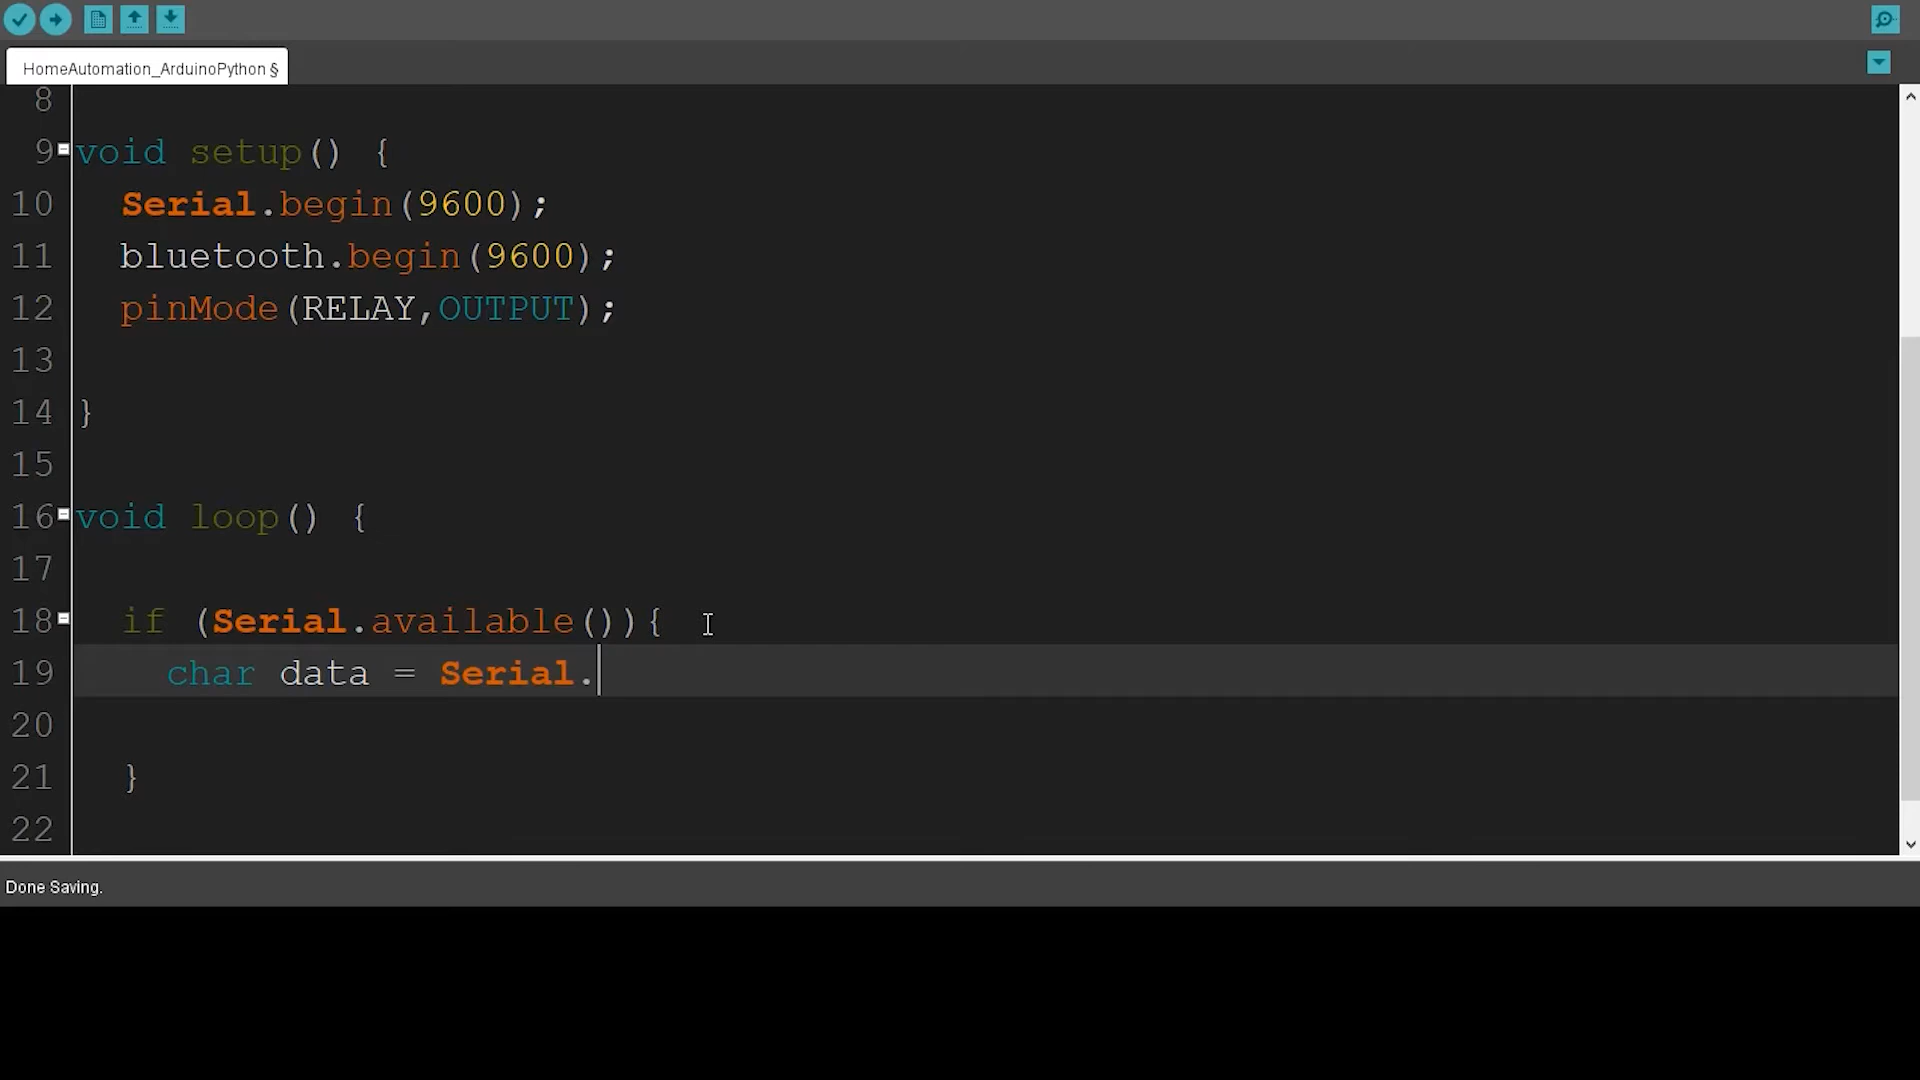 HomeAutomation_ArduinoPython §
8
9 void setup() {
10 Serial.begin(9600);
11 bluetooth.begin(9600);
12 pinMode(RELAY,OUTPUT);
13
14 }
15
16 void loop() {
17
18 if (Serial.available()){
19 char data = Serial.
20
21 }
22
Done Saving.